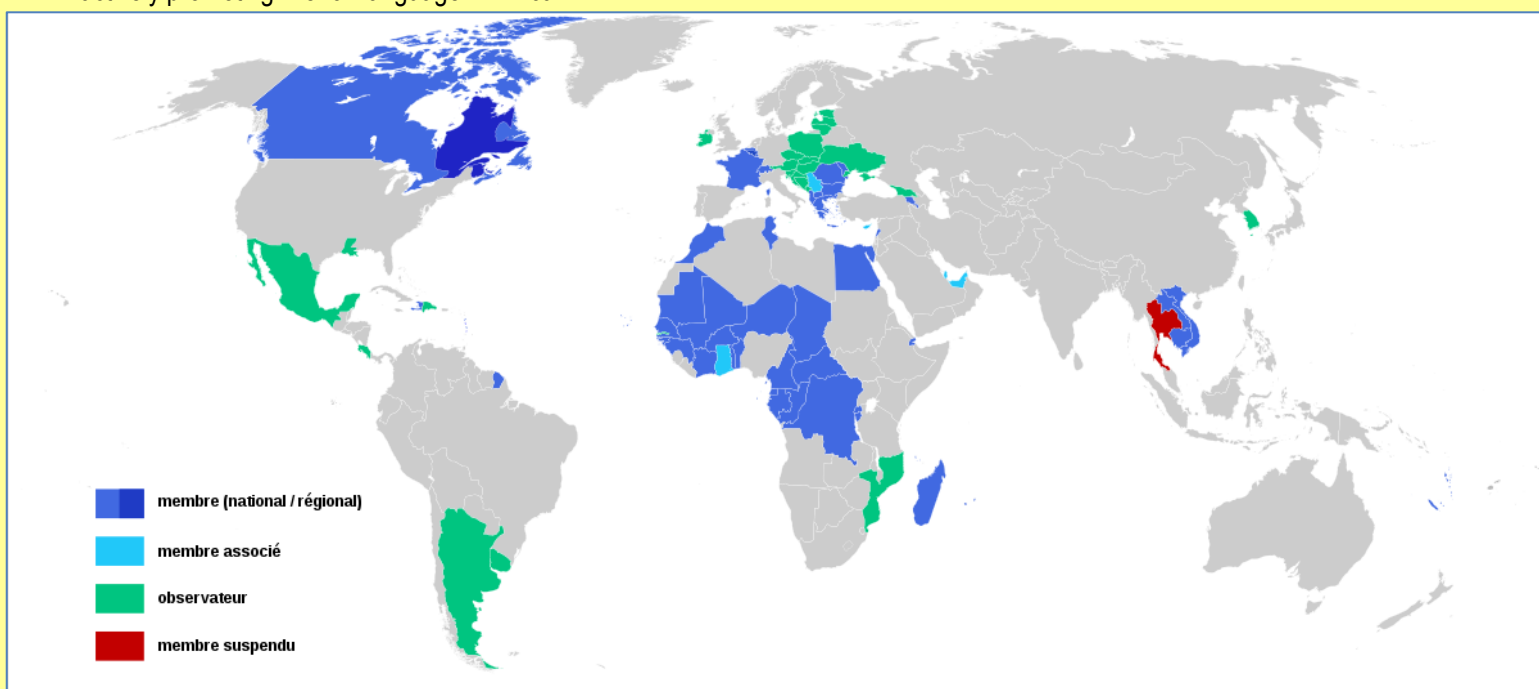 membre (national / régional)
membre associé
observateur
membre suspendu